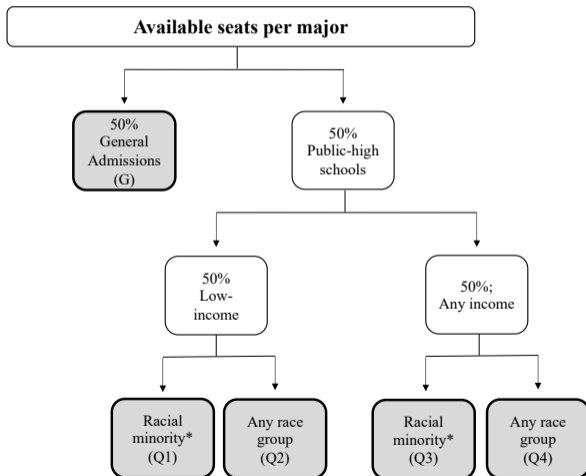 Available seats per major
50%
General
Admissions
(G)
50%
Public-high
schools
50%
Low-
income
50%;
Any income
Racial
minority*
(Q1)
Any race
group
(Q2)
Racial
minority*
(Q3)
Any race
group
(Q4)